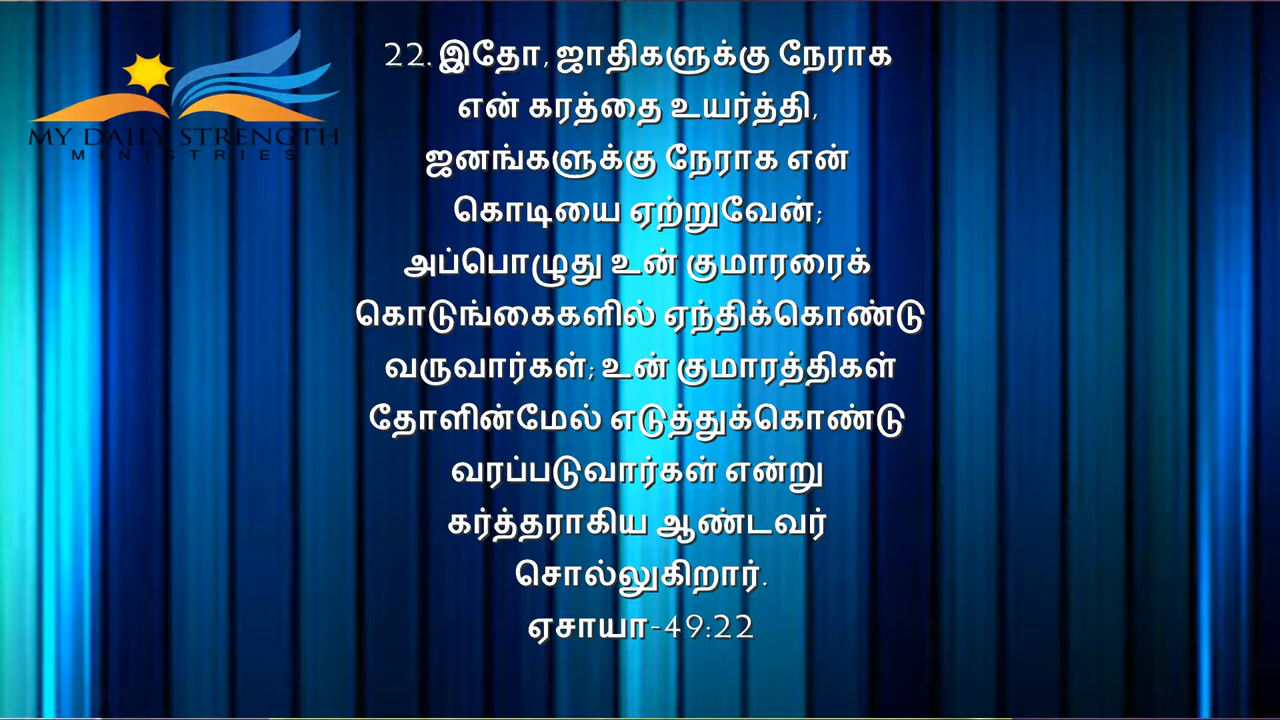 MY DAILY STRENGTH
MINISTRIES
22. இதோ, ஜாதிகளுக்கு நேராக
என் கரத்தை உயர்த்தி,
ஜனங்களுக்கு நேராக என்
கொடியை ஏற்றுவேன்;
அப்பொழுது உன் குமாரரைக்
கொடுங்கைகளில் ஏந்திக்கொண்டு
வருவார்கள்; உன் குமாரத்திகள்
தோளின்மேல் எடுத்துக்கொண்டு
வரப்படுவார்கள் என்று
கர்த்தராகிய ஆண்டவர்
சொல்லுகிறார்.
ஏசாயா-49:22